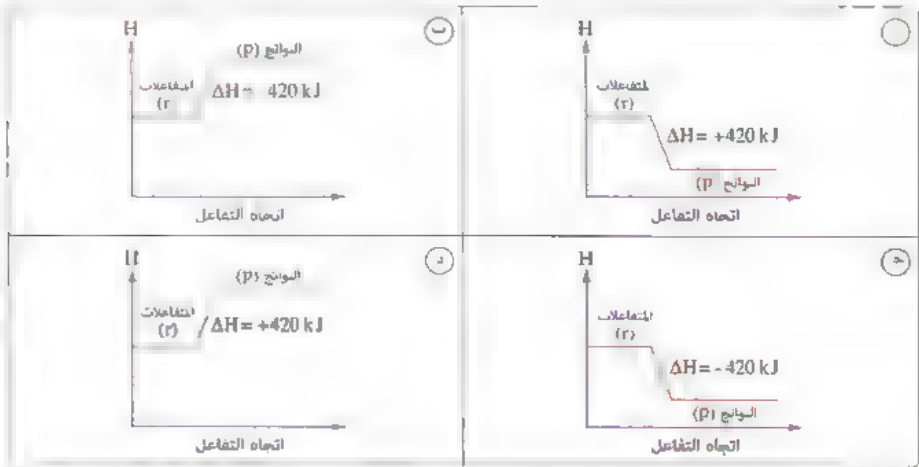 H
المتفاعلات
(r)
ΔH = +420 kJ
النواتج (p)
اتجاه التفاعل
ب
H
النواتج (p)
المتفاعلات
(r)
ΔH = 420 kJ
اتجاه التفاعل
ج
H
المتفاعلات
(r)
ΔH = - 420 kJ
النواتج (p)
اتجاه التفاعل
د
H
النواتج (p)
المتفاعلات
(r)
ΔH = +420 kJ
اتجاه التفاعل